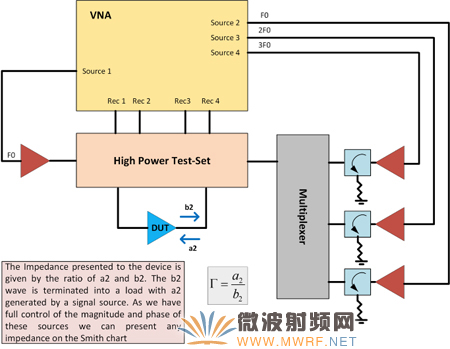 VNA
Source 2
Source 3
Source 4
F0
2F0
3F0
Source 1
Rec 1 Rec 2 Rec3 Rec 4
F0
High Power Test-Set
Multiplexer
b2
DUT
a2
The Impedance presented to the device is
given by the ratio of a2 and b2. The b2
wave is terminated into a load with a2
generated by a signal source. As we have
full control of the magnitude and phase of
these sources we can present any
impedance on the Smith chart
Γ = a₂/b₂
微波射频网
WWW.MWRF.NET